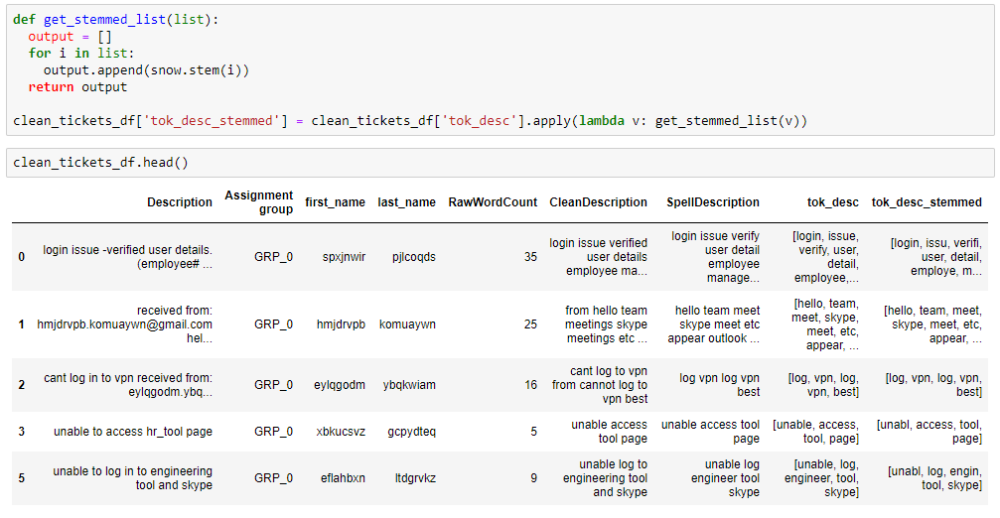 def get_stemmed_list(list):
  output = []
  for i in list:
    output.append(snow.stem(i))
  return output

clean_tickets_df['tok_desc_stemmed'] = clean_tickets_df['tok_desc'].apply(lambda v: get_stemmed_list(v))
clean_tickets_df.head()
Description Assignment group first_name last_name RawWordCount CleanDescription SpellDescription tok_desc tok_desc_stemmed
0 login issue -verified user details. (employee# ... GRP_0 spxjnwir pjlcoqds 35 login issue verified user details employee ma... login issue verify user detail employee manage... [login, issue, verify, user, detail, employee,... [login, issu, verifi, user, detail, employe, m...
1 received from: hmjdrvpb.komuaywn@gmail.com hel... GRP_0 hmjdrvpb komuaywn 25 from hello team meetings skype meetings etc ... hello team meet skype meet etc appear outlook ... [hello, team, meet, skype, meet, etc, appear, ... [hello, team, meet, skype, meet, etc, appear, ...
2 cant log in to vpn received from: eylqgodm.ybq... GRP_0 eylqgodm ybqkwiam 16 cant log to vpn from cannot log to vpn best log vpn log vpn best [log, vpn, log, vpn, best] [log, vpn, log, vpn, best]
3 unable to access hr_tool page GRP_0 xbkucsvz gcpydteq 5 unable access tool page unable access tool page [unable, access, tool, page] [unabl, access, tool, page]
5 unable to log in to engineering tool and skype GRP_0 eflahbxn ltdgrvkz 9 unable log to engineering tool and skype unable log engineer tool skype [unable, log, engineer, tool, skype] [unabl, log, engin, tool, skype]